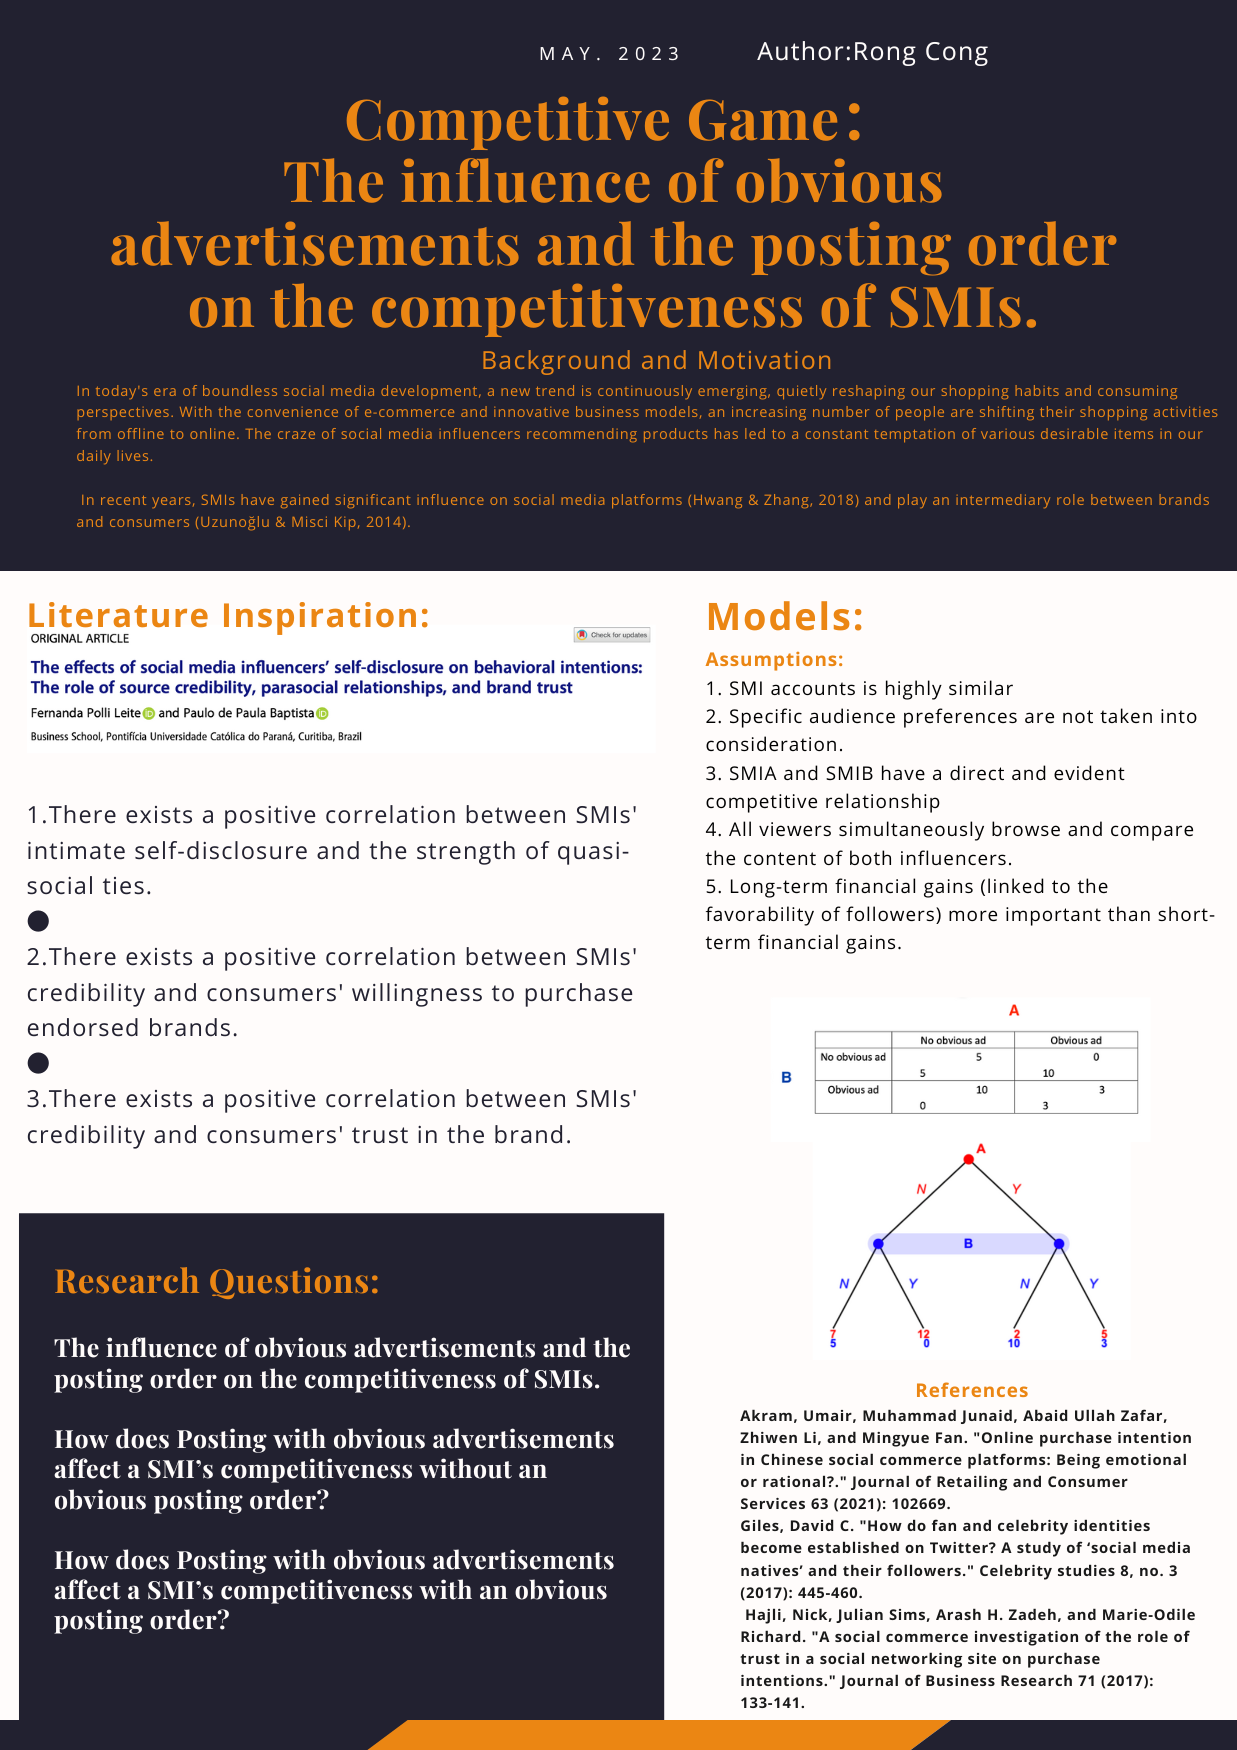 MAY. 2023
Author:Rong Cong
Competitive Game:
The influence of obvious
advertisements and the posting order
on the competitiveness of SMIs.
Background and Motivation
In today's era of boundless social media development, a new trend is continuously emerging, quietly reshaping our shopping habits and consuming
perspectives. With the convenience of e-commerce and innovative business models, an increasing number of people are shifting their shopping activities
from offline to online. The craze of social media influencers recommending products has led to a constant temptation of various desirable items in our
daily lives.
In recent years, SMIs have gained significant influence on social media platforms (Hwang & Zhang, 2018) and play an intermediary role between brands
and consumers (Uzunoğlu & Misci Kip, 2014).
Literature Inspiration:
ORIGINAL ARTICLE
Check for updates
The effects of social media influencers' self-disclosure on behavioral intentions:
The role of source credibility, parasocial relationships, and brand trust
Fernanda Polli Leite iD and Paulo de Paula Baptista iD
Business School, Pontifícia Universidade Católica do Paraná, Curitiba, Brazil
1.There exists a positive correlation between SMIs'
intimate self-disclosure and the strength of quasi-
social ties.
●
2.There exists a positive correlation between SMIs'
credibility and consumers' willingness to purchase
endorsed brands.
●
3.There exists a positive correlation between SMIs'
credibility and consumers' trust in the brand.
Research Questions:
The influence of obvious advertisements and the
posting order on the competitiveness of SMIs.
How does Posting with obvious advertisements
affect a SMI’s competitiveness without an
obvious posting order?
How does Posting with obvious advertisements
affect a SMI’s competitiveness with an obvious
posting order?
Models:
Assumptions:
1. SMI accounts is highly similar
2. Specific audience preferences are not taken into
consideration.
3. SMIA and SMIB have a direct and evident
competitive relationship
4. All viewers simultaneously browse and compare
the content of both influencers.
5. Long-term financial gains (linked to the
favorability of followers) more important than short-
term financial gains.
A
No obvious ad Obvious ad
B
No obvious ad 5 0
5 10
Obvious ad 10 3
0 3
A
N Y
B
N Y N Y
7 12 2 5
5 0 10 3
References
Akram, Umair, Muhammad Junaid, Abaid Ullah Zafar,
Zhiwen Li, and Mingyue Fan. "Online purchase intention
in Chinese social commerce platforms: Being emotional
or rational?." Journal of Retailing and Consumer
Services 63 (2021): 102669.
Giles, David C. "How do fan and celebrity identities
become established on Twitter? A study of ‘social media
natives’ and their followers." Celebrity studies 8, no. 3
(2017): 445-460.
Hajli, Nick, Julian Sims, Arash H. Zadeh, and Marie-Odile
Richard. "A social commerce investigation of the role of
trust in a social networking site on purchase
intentions." Journal of Business Research 71 (2017):
133-141.